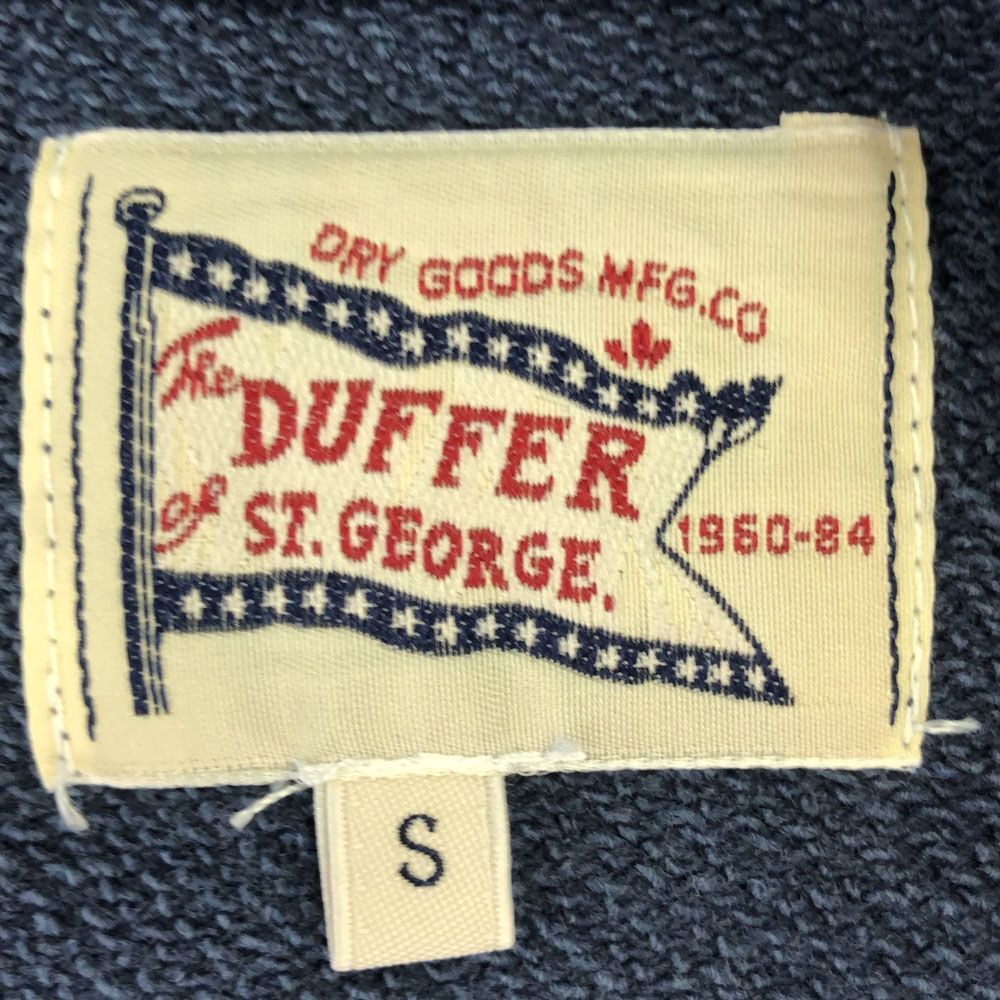 DRY GOODS MFG.CO
The
DUFFER
OF
ST. GEORGE.
1960-84
S